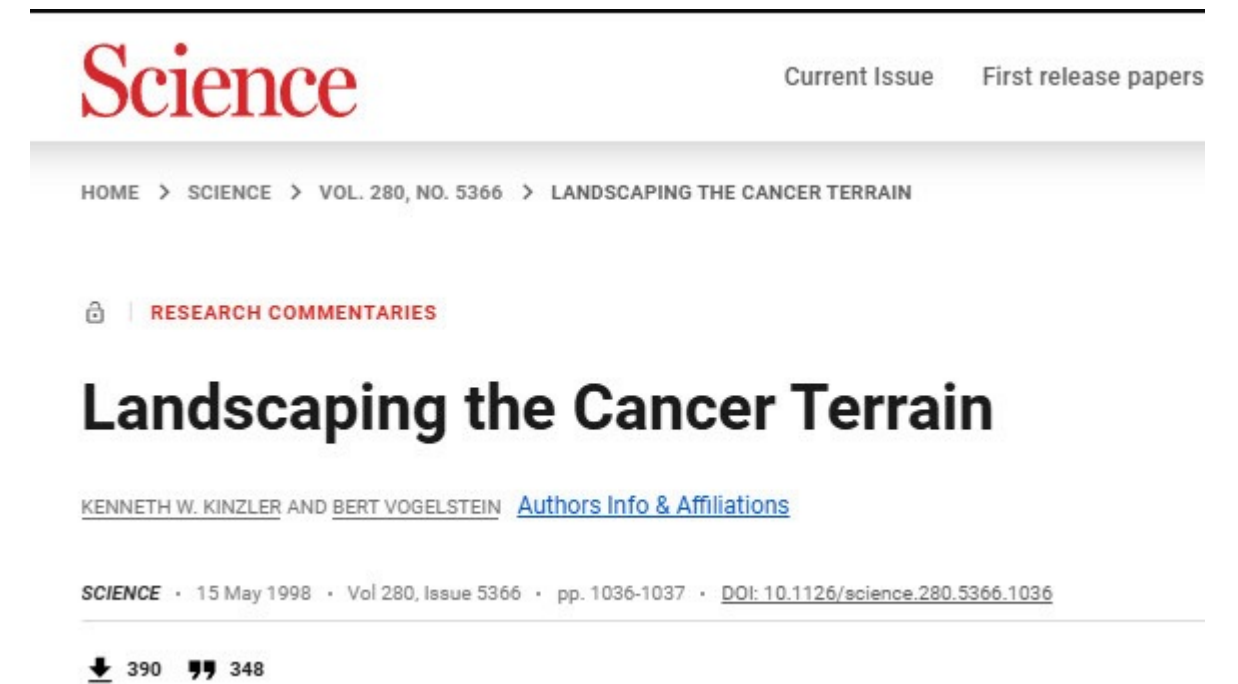 Science
Current Issue First release papers
HOME > SCIENCE > VOL. 280, NO. 5366 > LANDSCAPING THE CANCER TERRAIN
RESEARCH COMMENTARIES
Landscaping the Cancer Terrain
KENNETH W. KINZLER AND BERT VOGELSTEIN Authors Info & Affiliations
SCIENCE · 15 May 1998 · Vol 280, Issue 5366 · pp. 1036-1037 · DOI: 10.1126/science.280.5366.1036
390 348